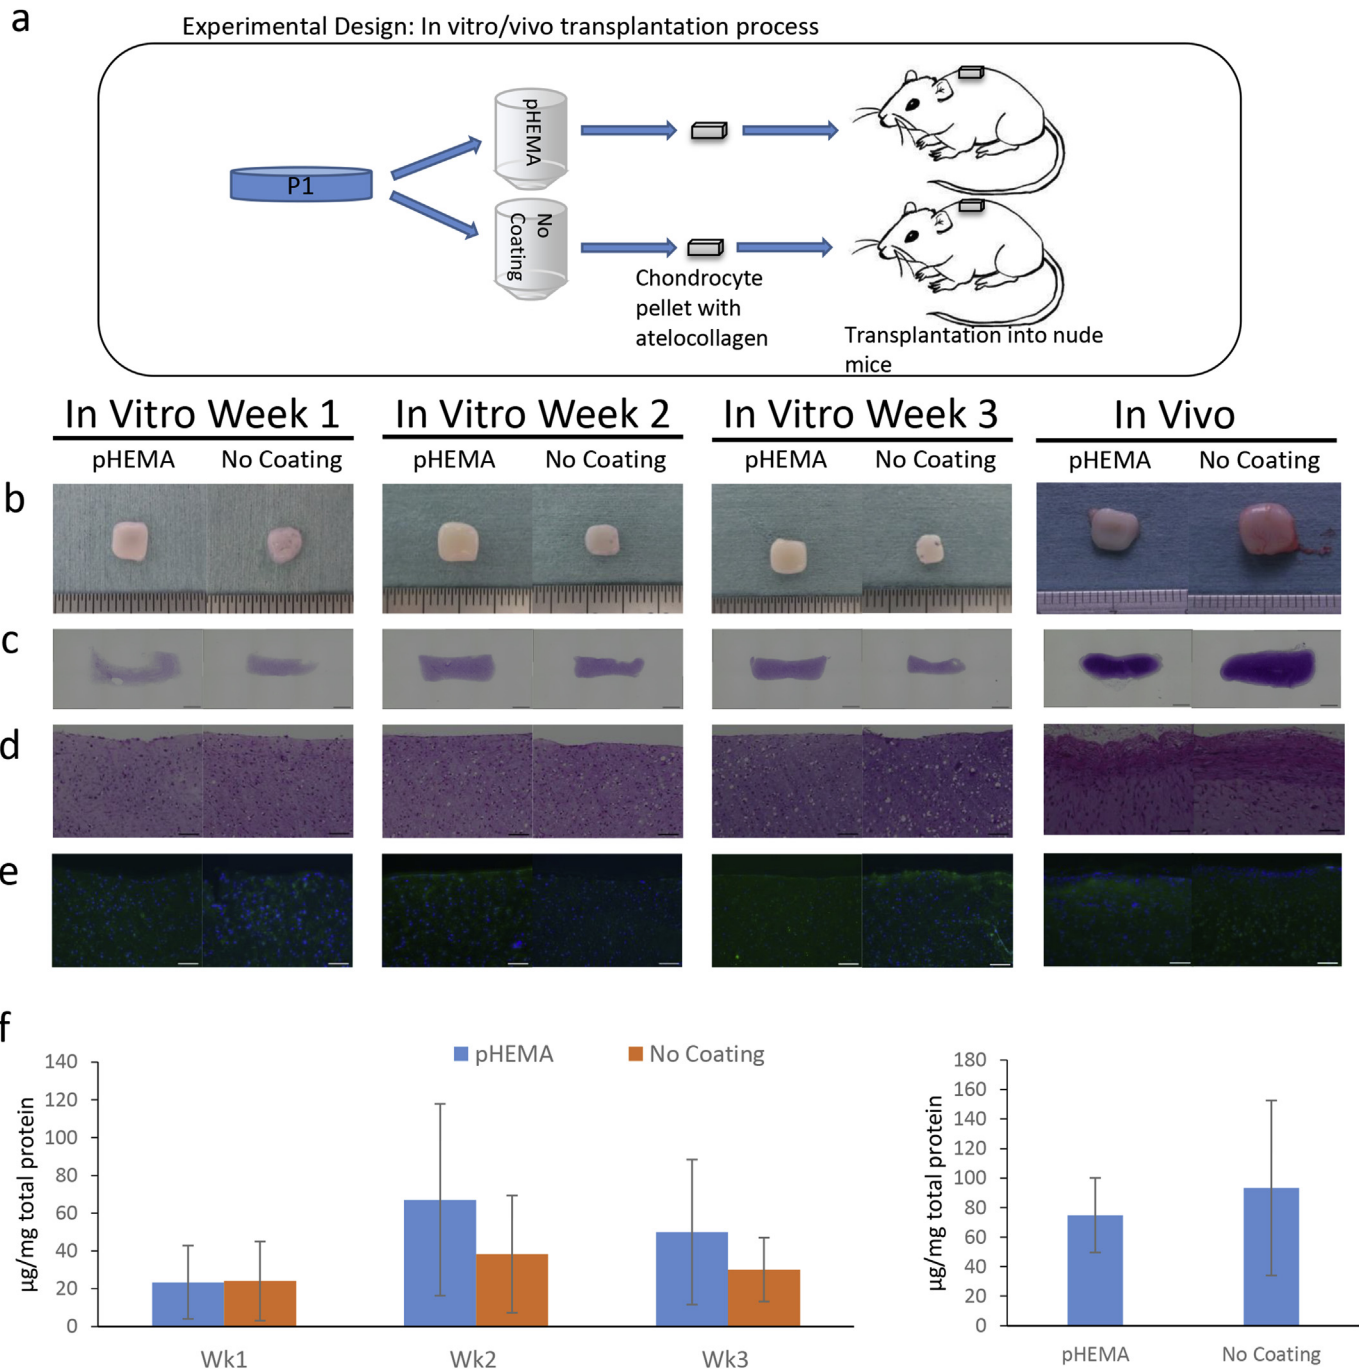 a
Experimental Design: In vitro/vivo transplantation process
P1
pHEMA
No
Coating
Chondrocyte
pellet with
atelocollagen
Transplantation into nude
mice
In Vitro Week 1
In Vitro Week 2
In Vitro Week 3
In Vivo
pHEMA
No Coating
pHEMA
No Coating
pHEMA
No Coating
pHEMA
No Coating
b
c
d
e
f
pHEMA
No Coating
µg/mg total protein
140
120
100
80
60
40
20
0
Wk1
Wk2
Wk3
µg/mg total protein
180
160
140
120
100
80
60
40
20
0
pHEMA
No Coating